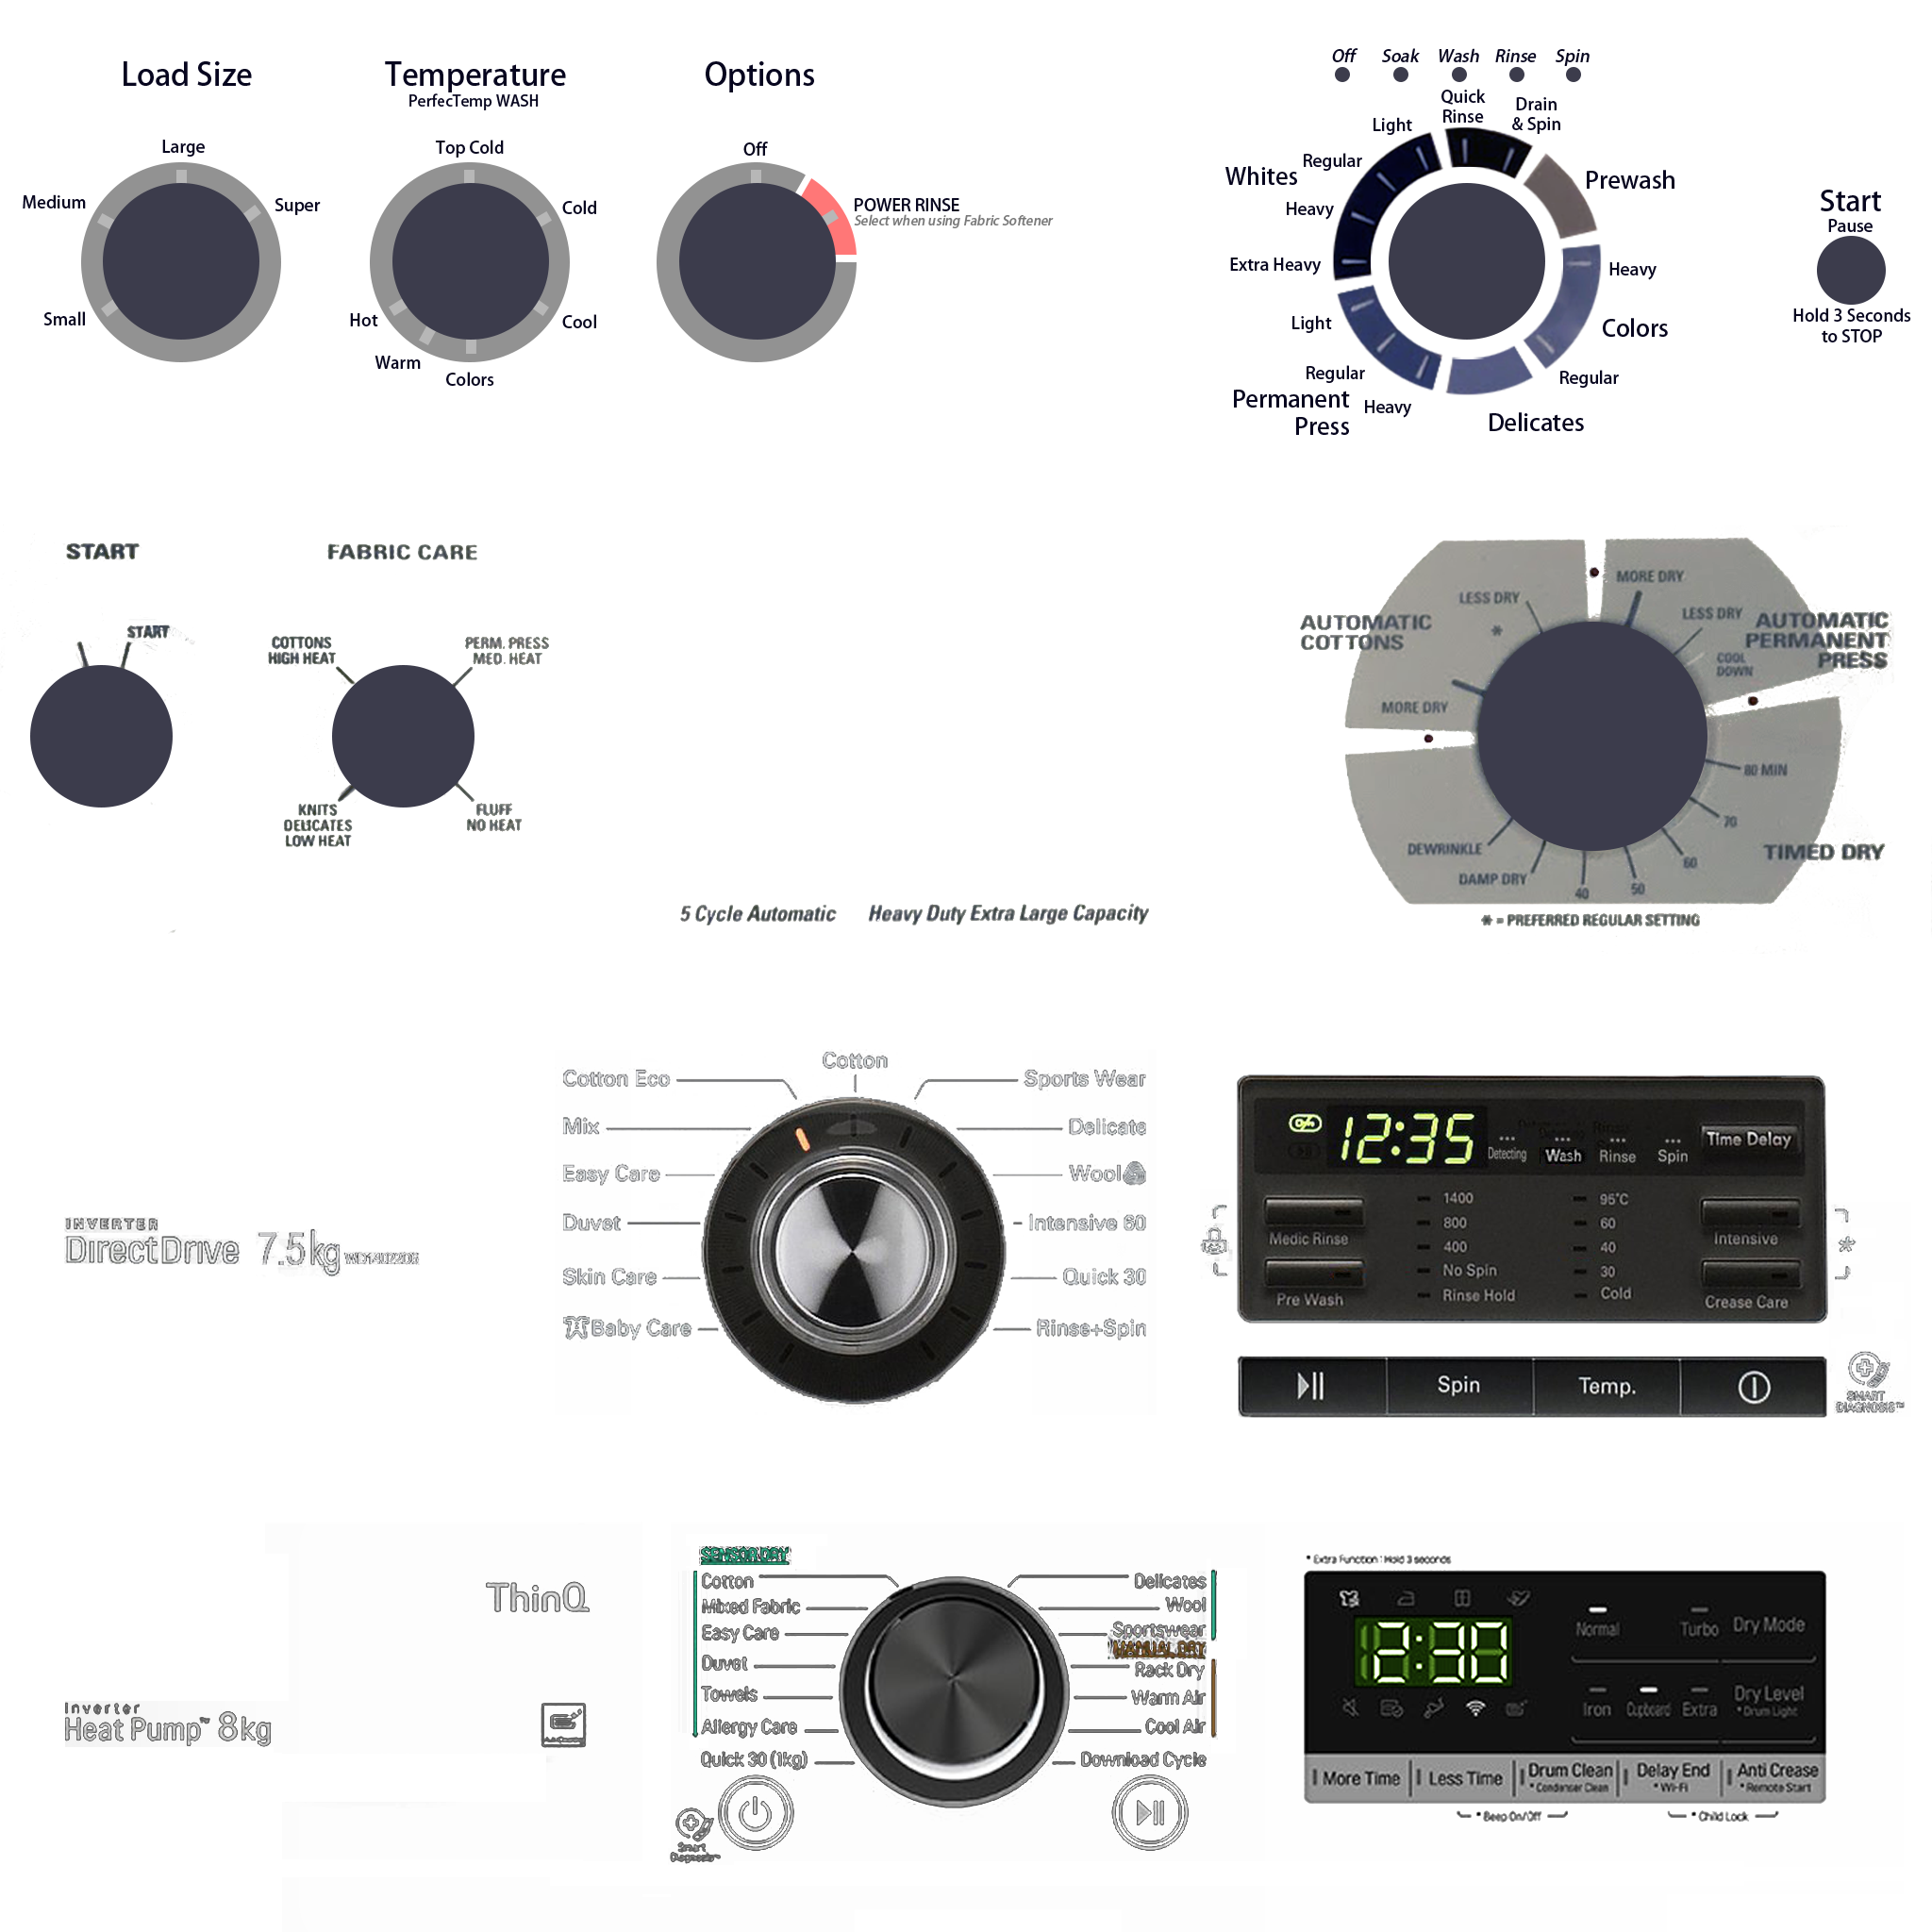 Load Size
Temperature
PerfecTemp WASH
Options
Large
Medium
Super
Small
Top Cold
Cold
Hot
Cool
Warm
Colors
Off
POWER RINSE
Select when using Fabric Softener
Off Soak Wash Rinse Spin
Quick
Rinse
Drain
& Spin
Light
Whites
Regular
Heavy
Extra Heavy
Prewash
Heavy
Colors
Regular
Light
Regular
Permanent
Press
Heavy
Delicates
Start
Pause
Hold 3 Seconds
to STOP
START
START
FABRIC CARE
COTTONS
HIGH HEAT
PERM. PRESS
MED. HEAT
KNITS
DELICATES
LOW HEAT
FLUFF
NO HEAT
5 Cycle Automatic Heavy Duty Extra Large Capacity
AUTOMATIC
COTTONS
LESS DRY
*
MORE DRY
MORE DRY
LESS DRY
AUTOMATIC
PERMANENT
PRESS
COOL
DOWN
80 MIN
70
60
50
40
TIMED DRY
DEWRINKLE
DAMP DRY
* = PREFERRED REGULAR SETTING
INVERTER
DirectDrive 7.5kg
Cotton
Cotton Eco
Mix
Easy Care
Duvet
Skin Care
Baby Care
Sports Wear
Delicate
Wool
Intensive 60
Quick 30
Rinse+Spin
12:35
Detecting Wash Rinse Spin
Time Delay
Medic Rinse
Pre Wash
1400
800
400
No Spin
Rinse Hold
95°C
60
40
30
Cold
Intensive
Crease Care
*
Spin Temp.
SMART
DIAGNOSIS™
ThinQ
Inverter
Heat Pump™ 8kg
SENSOR DRY
Cotton
Mixed Fabric
Easy Care
Duvet
Towels
Allergy Care
Quick 30 (1kg)
Delicates
Wool
Sportswear
MANUAL DRY
Rack Dry
Warm Air
Cool Air
Download Cycle
Smart
Diagnosis™
* Extra Function : Hold 3 seconds
2:30
Normal Turbo Dry Mode
Iron Cupboard Extra Dry Level
* Drum Light
More Time Less Time Drum Clean Delay End Anti Crease
* Condenser Clean * Wi-Fi * Remote Start
* Beep On/Off * Child Lock